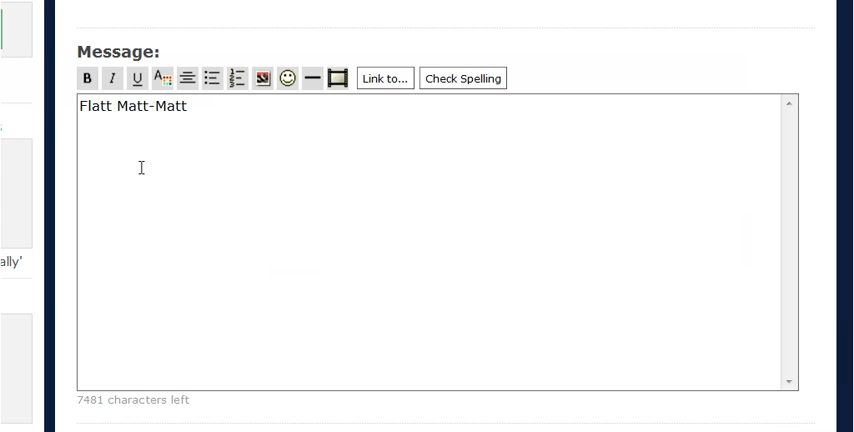 Message:
B I U A Link to... Check Spelling
Flatt Matt-Matt
ally'
7481 characters left